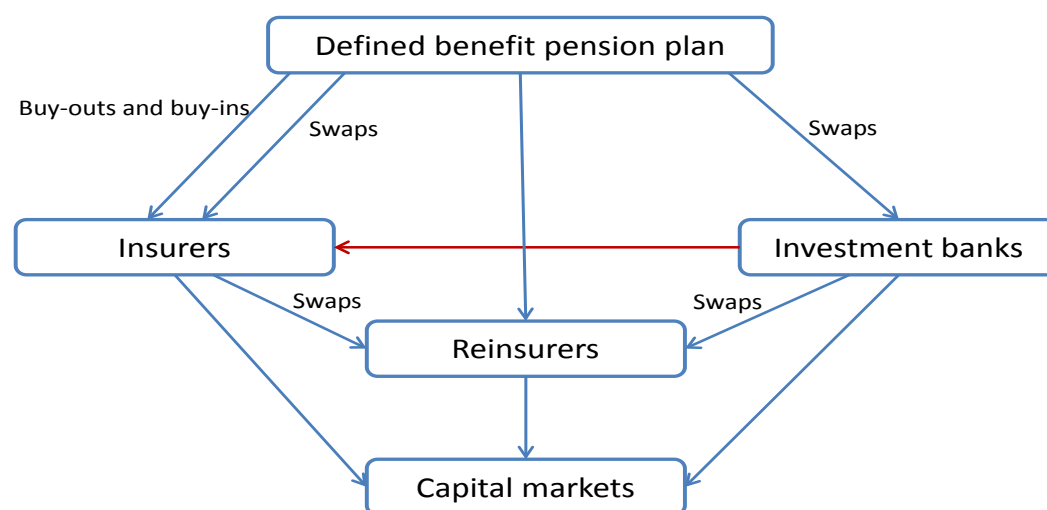 Defined benefit pension plan
Buy-outs and buy-ins
Swaps
Swaps
Insurers
Investment banks
Swaps
Swaps
Reinsurers
Capital markets